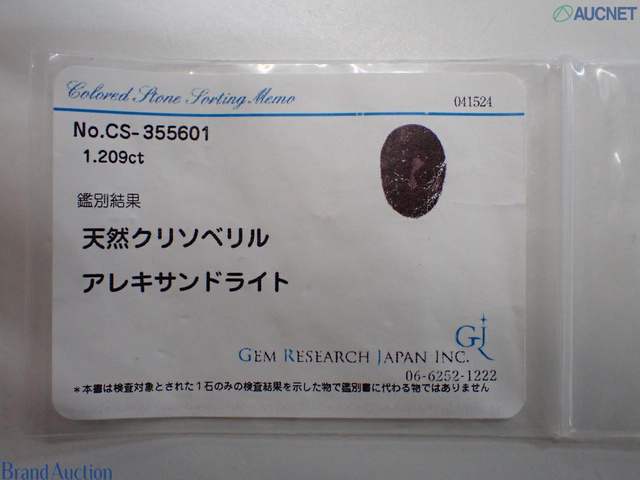 AUCNET
Colored Stone Sorting Memo
041524
No.CS-355601
1.209ct
鑑別結果
天然クリソベリル
アレキサンドライト
GJ
GEM RESEARCH JAPAN INC.
06-6252-1222
*本書は検査対象とされた1石のみの検査結果を示した物で鑑別書に代わる物ではありません
Brand Auction